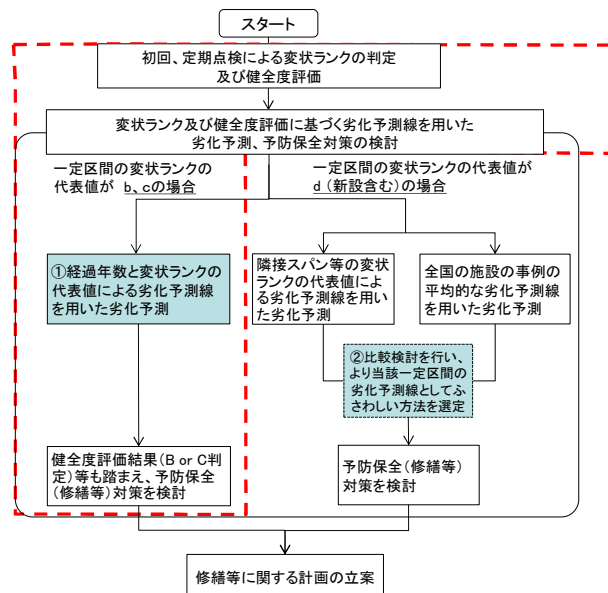 スタート
初回、定期点検による変状ランクの判定
及び健全度評価
変状ランク及び健全度評価に基づく劣化予測線を用いた
劣化予測、予防保全対策の検討
一定区間の変状ランクの
代表値が b、cの場合
一定区間の変状ランクの代表値が
d(新設含む)の場合
①経過年数と変状ランクの
代表値による劣化予測線
を用いた劣化予測
隣接スパン等の変状
ランクの代表値によ
る劣化予測線を用い
た劣化予測
全国の施設の事例の
平均的な劣化予測線
を用いた劣化予測
②比較検討を行い、
より当該一定区間の
劣化予測線としてふ
さわしい方法を選定
健全度評価結果(B or C判
定)等も踏まえ、予防保全
(修繕等)対策を検討
予防保全(修繕等)
対策を検討
修繕等に関する計画の立案